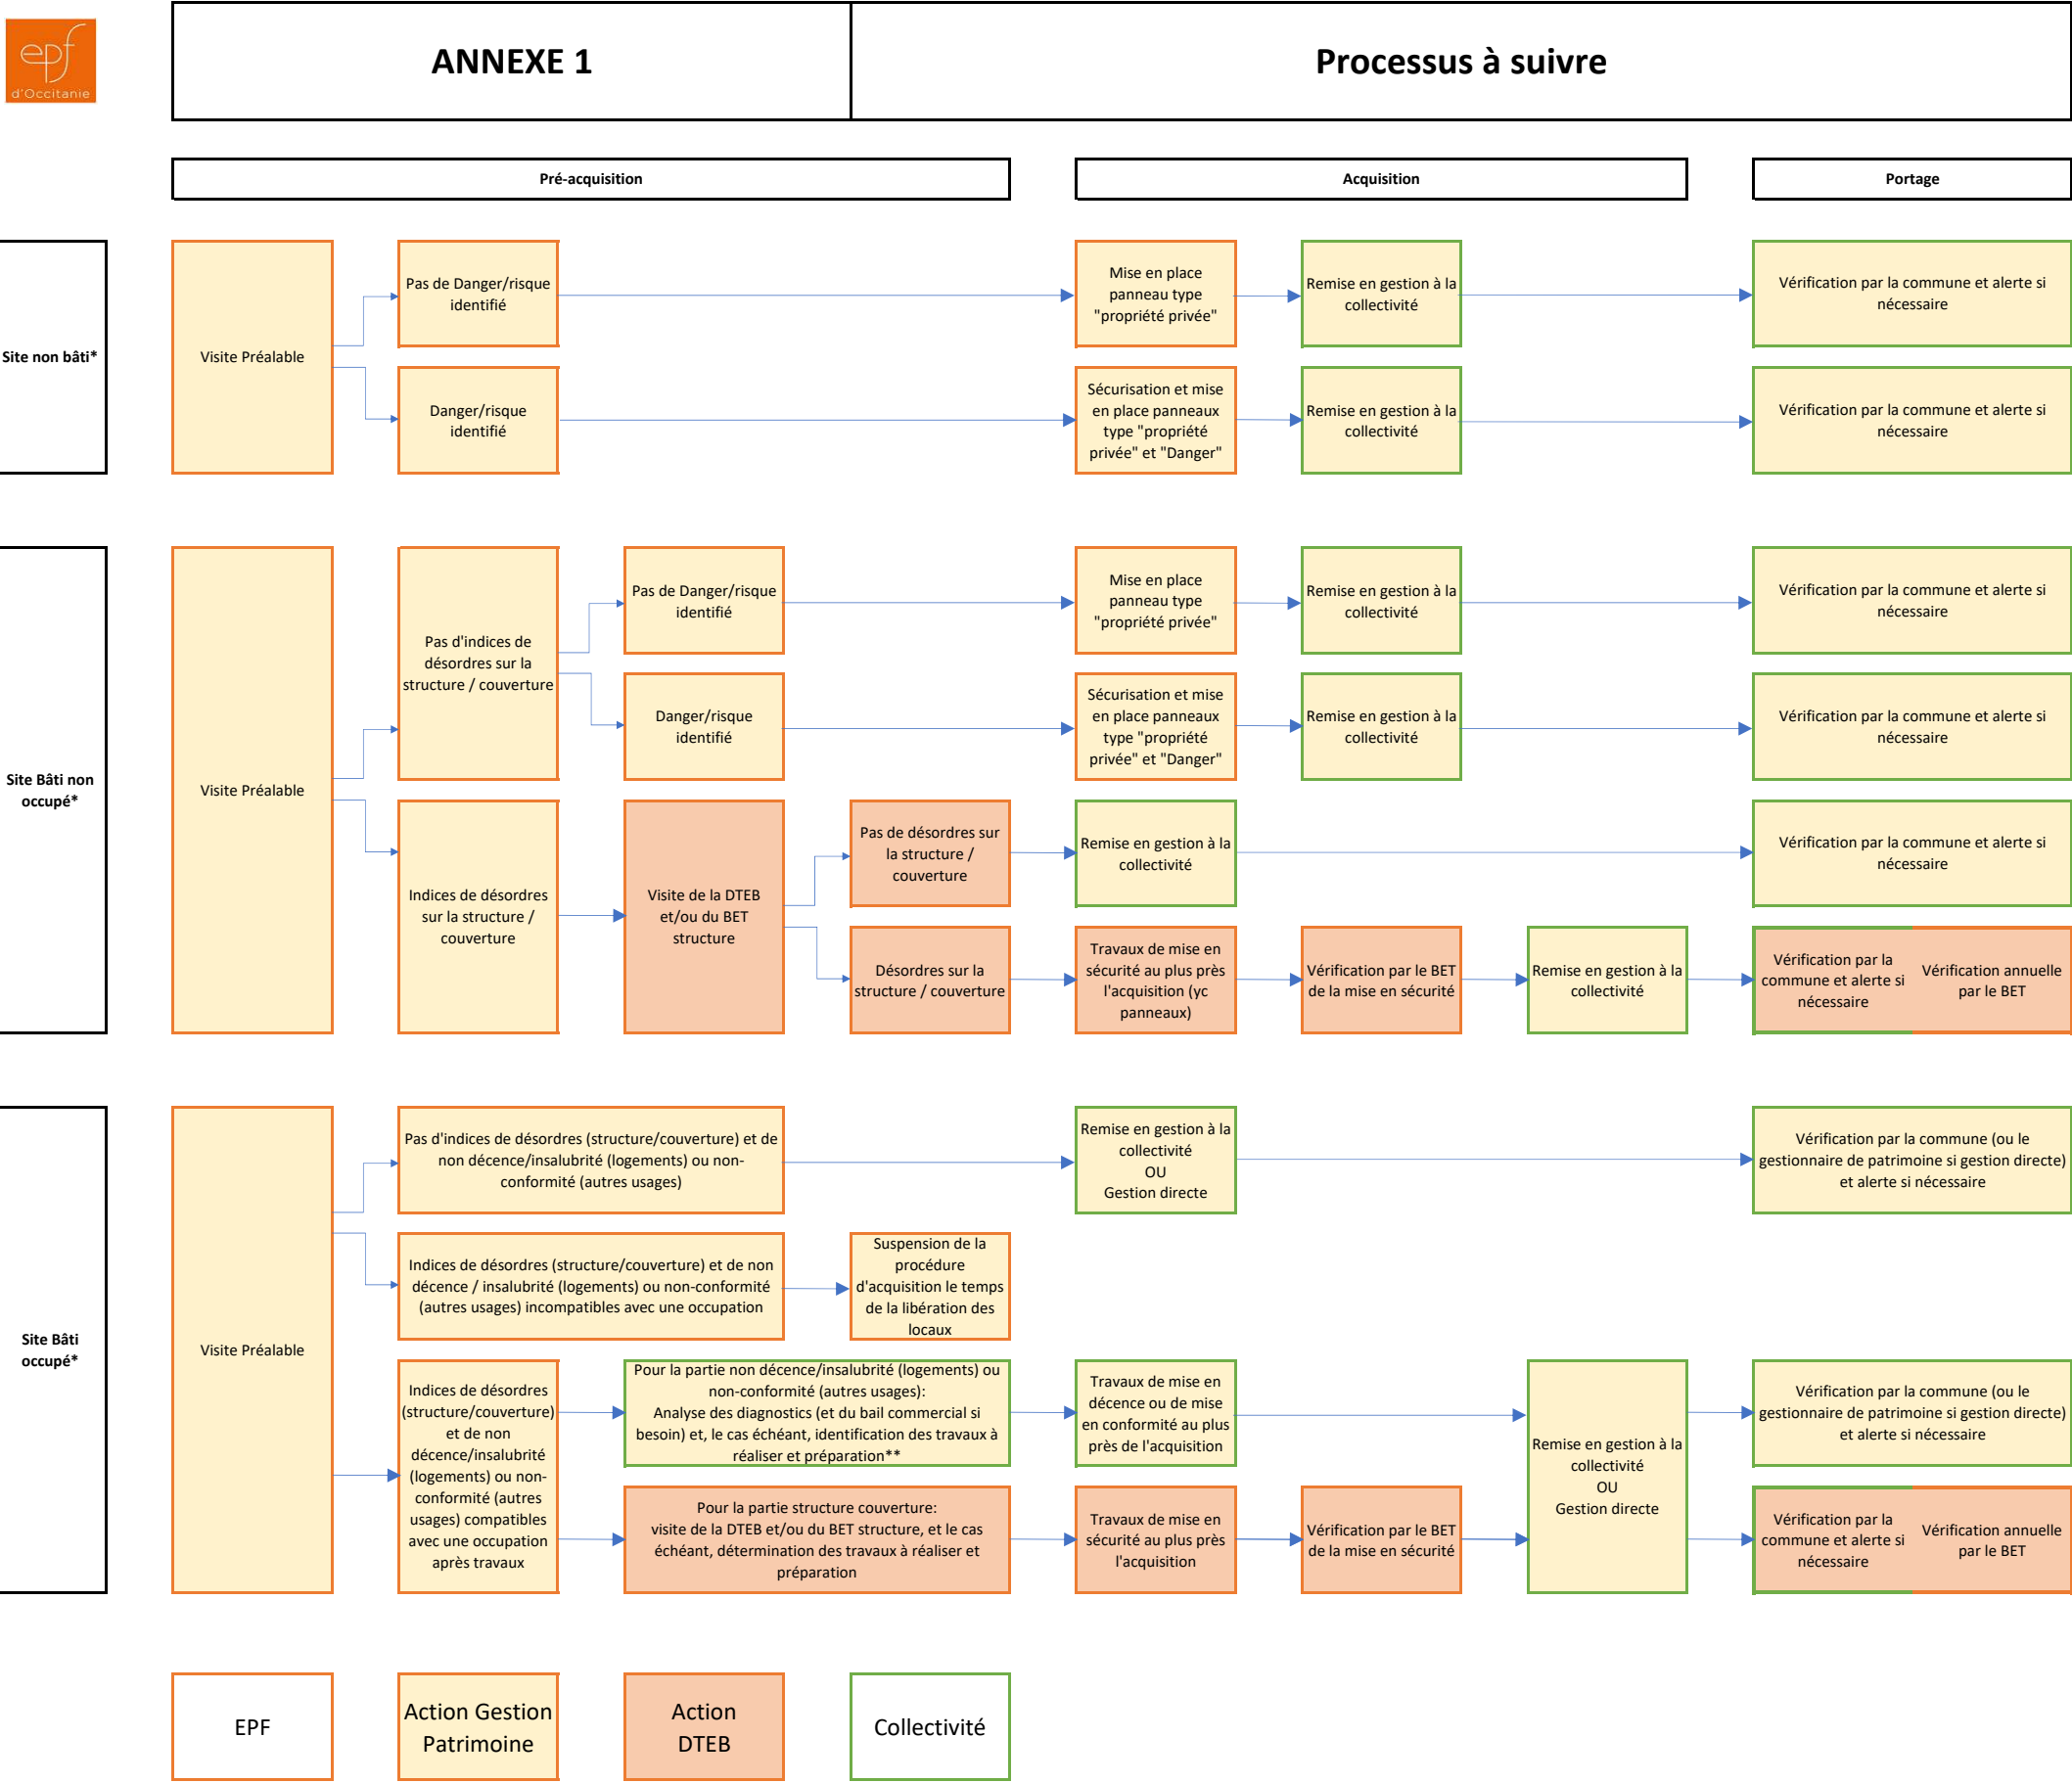 epf
d'Occitanie
ANNEXE 1
Processus à suivre
Pré-acquisition
Acquisition
Portage
Site non bâti*
Visite Préalable
Pas de Danger/risque
identifié
Mise en place
panneau type
"propriété privée"
Remise en gestion à la
collectivité
Vérification par la commune et alerte si
nécessaire
Danger/risque
identifié
Sécurisation et mise
en place panneaux
type "propriété
privée" et "Danger"
Remise en gestion à la
collectivité
Vérification par la commune et alerte si
nécessaire
Site Bâti non
occupé*
Visite Préalable
Pas d'indices de
désordres sur la
structure / couverture
Pas de Danger/risque
identifié
Mise en place
panneau type
"propriété privée"
Remise en gestion à la
collectivité
Vérification par la commune et alerte si
nécessaire
Danger/risque
identifié
Sécurisation et mise
en place panneaux
type "propriété
privée" et "Danger"
Remise en gestion à la
collectivité
Vérification par la commune et alerte si
nécessaire
Indices de désordres
sur la structure /
couverture
Visite de la DTEB
et/ou du BET
structure
Pas de désordres sur
la structure /
couverture
Remise en gestion à la
collectivité
Vérification par la commune et alerte si
nécessaire
Désordres sur la
structure / couverture
Travaux de mise en
sécurité au plus près
l'acquisition (yc
panneaux)
Vérification par le BET
de la mise en sécurité
Remise en gestion à la
collectivité
Vérification par la
commune et alerte si
nécessaire
Vérification annuelle
par le BET
Site Bâti
occupé*
Visite Préalable
Pas d'indices de désordres (structure/couverture) et de
non décence/insalubrité (logements) ou non-
conformité (autres usages)
Remise en gestion à la
collectivité
OU
Gestion directe
Vérification par la commune (ou le
gestionnaire de patrimoine si gestion directe)
et alerte si nécessaire
Indices de désordres (structure/couverture) et de non
décence / insalubrité (logements) ou non-conformité
(autres usages) incompatibles avec une occupation
Suspension de la
procédure
d'acquisition le temps
de la libération des
locaux
Indices de désordres
(structure/couverture)
et de non
décence/insalubrité
(logements) ou non-
conformité (autres
usages) compatibles
avec une occupation
après travaux
Pour la partie non décence/insalubrité (logements) ou
non-conformité (autres usages):
Analyse des diagnostics (et du bail commercial si
besoin) et, le cas échéant, identification des travaux à
réaliser et préparation**
Travaux de mise en
décence ou de mise
en conformité au plus
près de l'acquisition
Remise en gestion à la
collectivité
OU
Gestion directe
Vérification par la commune (ou le
gestionnaire de patrimoine si gestion directe)
et alerte si nécessaire
Pour la partie structure couverture:
visite de la DTEB et/ou du BET structure, et le cas
échéant, détermination des travaux à réaliser et
préparation
Travaux de mise en
sécurité au plus près
l'acquisition
Vérification par le BET
de la mise en sécurité
Vérification par la
commune et alerte si
nécessaire
Vérification annuelle
par le BET
EPF
Action Gestion
Patrimoine
Action
DTEB
Collectivité